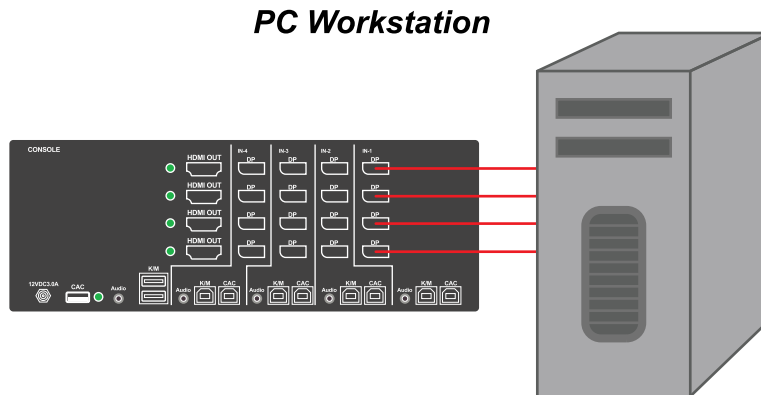 PC Workstation
CONSOLE
IN-4 IN-3 IN-2 IN-1
HDMI OUT DP DP DP DP
HDMI OUT DP DP DP DP
HDMI OUT DP DP DP DP
HDMI OUT DP DP DP DP
K/M
12VDC3.0A CAC Audio Audio K/M CAC Audio K/M CAC Audio K/M CAC Audio K/M CAC